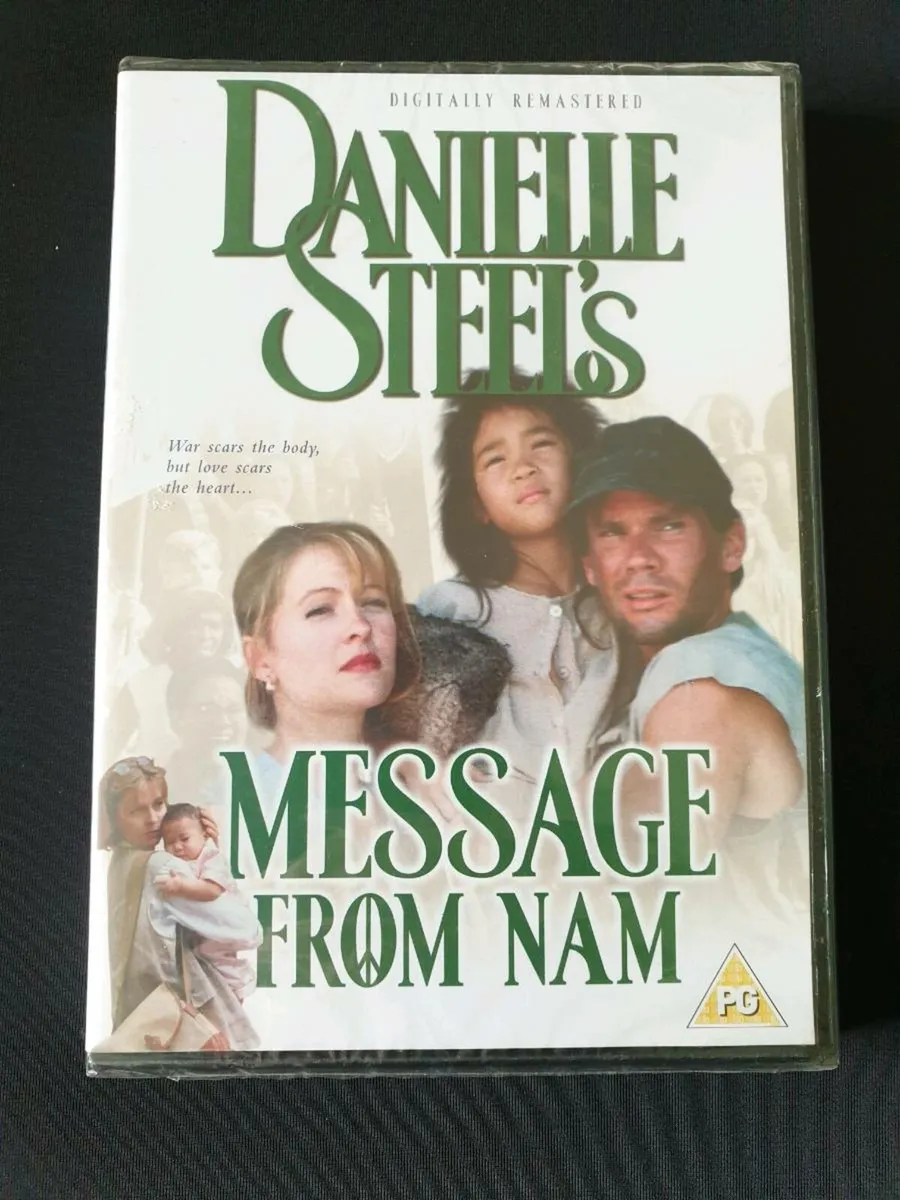 DIGITALLY REMASTERED
DANIELLE
STEEL'S
War scars the body,
but love scars
the heart...
MESSAGE
FROM NAM
PG